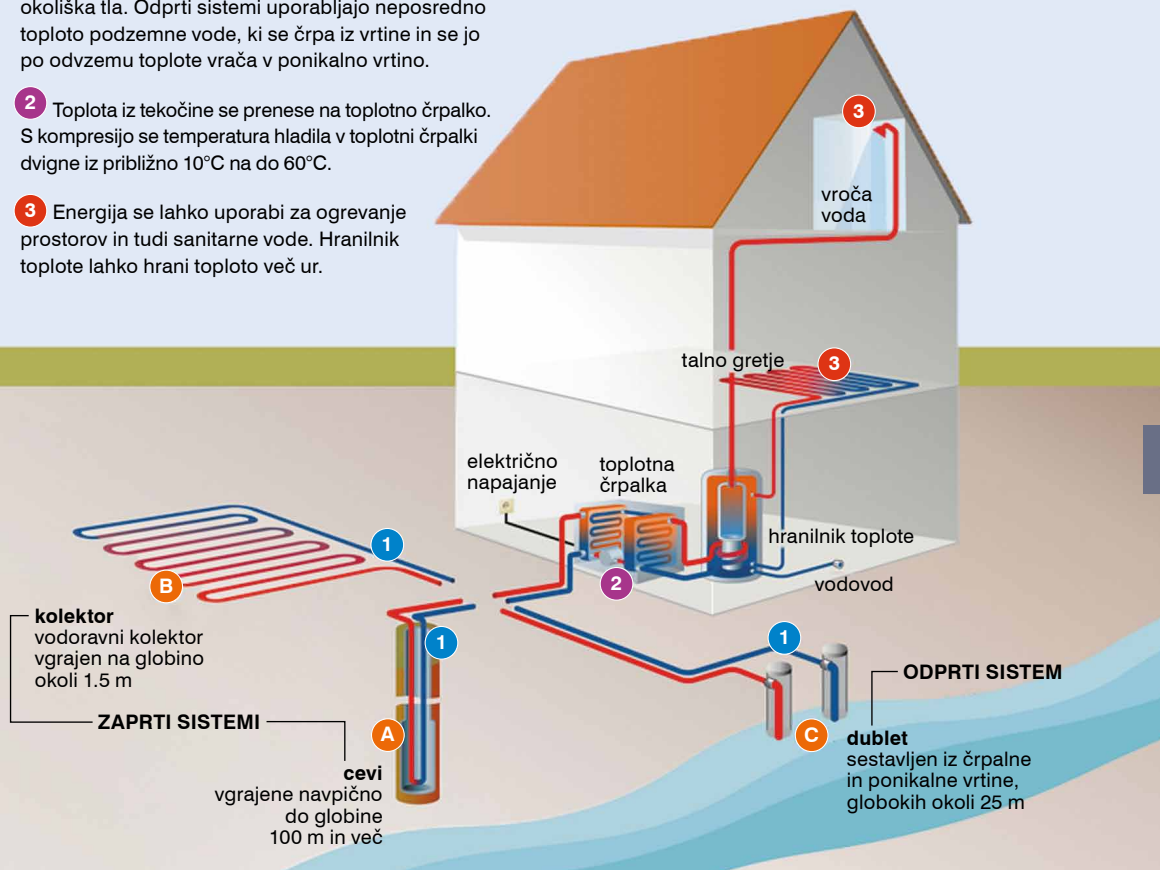 okoliška tla. Odprti sistemi uporabljajo neposredno
toploto podzemne vode, ki se črpa iz vrtine in se jo
po odvzemu toplote vrača v ponikalno vrtino.
2 Toplota iz tekočine se prenese na toplotno črpalko.
S kompresijo se temperatura hladila v toplotni črpalki
dvigne iz približno 10°C na do 60°C.
3 Energija se lahko uporabi za ogrevanje
prostorov in tudi sanitarne vode. Hranilnik
toplote lahko hrani toploto več ur.
3
vroča
voda
talno gretje
3
električno
napajanje
toplotna
črpalka
hranilnik toplote
2
vodovod
1
B
kolektor
vodoravni kolektor
vgrajen na globino
okoli 1.5 m
ZAPRTI SISTEMI
1
A
cevi
vgrajene navpično
do globine
100 m in več
1
ODPRTI SISTEM
C
dublet
sestavljen iz črpalne
in ponikalne vrtine,
globokih okoli 25 m